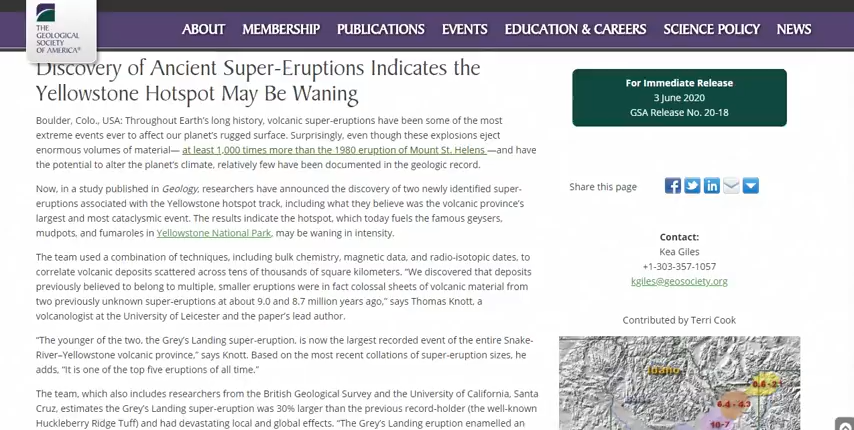 THE
GEOLOGICAL
SOCIETY
OF AMERICA®
ABOUT MEMBERSHIP PUBLICATIONS EVENTS EDUCATION & CAREERS SCIENCE POLICY NEWS
Discovery of Ancient Super-Eruptions Indicates the
Yellowstone Hotspot May Be Waning
Boulder, Colo., USA: Throughout Earth's long history, volcanic super-eruptions have been some of the most
extreme events ever to affect our planet's rugged surface. Surprisingly, even though these explosions eject
enormous volumes of material— at least 1,000 times more than the 1980 eruption of Mount St. Helens —and have
the potential to alter the planet's climate, relatively few have been documented in the geologic record.
Now, in a study published in Geology, researchers have announced the discovery of two newly identified super-
eruptions associated with the Yellowstone hotspot track, including what they believe was the volcanic province's
largest and most cataclysmic event. The results indicate the hotspot, which today fuels the famous geysers,
mudpots, and fumaroles in Yellowstone National Park, may be waning in intensity.
The team used a combination of techniques, including bulk chemistry, magnetic data, and radio-isotopic dates, to
correlate volcanic deposits scattered across tens of thousands of square kilometers. "We discovered that deposits
previously believed to belong to multiple, smaller eruptions were in fact colossal sheets of volcanic material from
two previously unknown super-eruptions at about 9.0 and 8.7 million years ago," says Thomas Knott, a
volcanologist at the University of Leicester and the paper's lead author.
"The younger of the two, the Grey's Landing super-eruption, is now the largest recorded event of the entire Snake-
River–Yellowstone volcanic province," says Knott. Based on the most recent collations of super-eruption sizes, he
adds, "It is one of the top five eruptions of all time."
The team, which also includes researchers from the British Geological Survey and the University of California, Santa
Cruz, estimates the Grey's Landing super-eruption was 30% larger than the previous record-holder (the well-known
Huckleberry Ridge Tuff) and had devastating local and global effects. "The Grey's Landing eruption enamelled an
For Immediate Release
3 June 2020
GSA Release No. 20-18
Share this page
Contact:
Kea Giles
+1-303-357-1057
kgiles@geosociety.org
Contributed by Terri Cook
Idaho
6.4 - 4.3
10-7